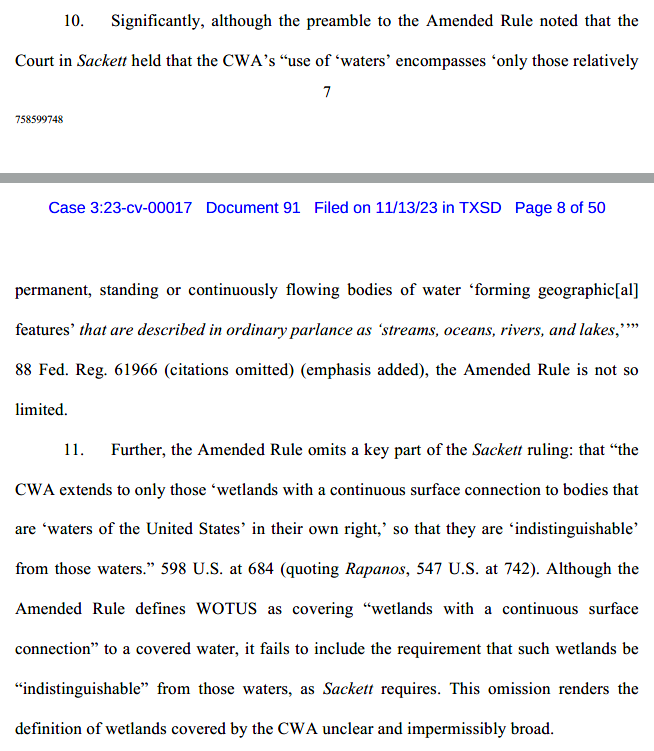 10. Significantly, although the preamble to the Amended Rule noted that the
Court in Sackett held that the CWA’s “use of ‘waters’ encompasses ‘only those relatively
7
758599748
Case 3:23-cv-00017 Document 91 Filed on 11/13/23 in TXSD Page 8 of 50
permanent, standing or continuously flowing bodies of water ‘forming geographic[al]
features’ that are described in ordinary parlance as ‘streams, oceans, rivers, and lakes,’”’
88 Fed. Reg. 61966 (citations omitted) (emphasis added), the Amended Rule is not so
limited.
11. Further, the Amended Rule omits a key part of the Sackett ruling: that “the
CWA extends to only those ‘wetlands with a continuous surface connection to bodies that
are ‘waters of the United States’ in their own right,’ so that they are ‘indistinguishable’
from those waters.” 598 U.S. at 684 (quoting Rapanos, 547 U.S. at 742). Although the
Amended Rule defines WOTUS as covering “wetlands with a continuous surface
connection” to a covered water, it fails to include the requirement that such wetlands be
“indistinguishable” from those waters, as Sackett requires. This omission renders the
definition of wetlands covered by the CWA unclear and impermissibly broad.